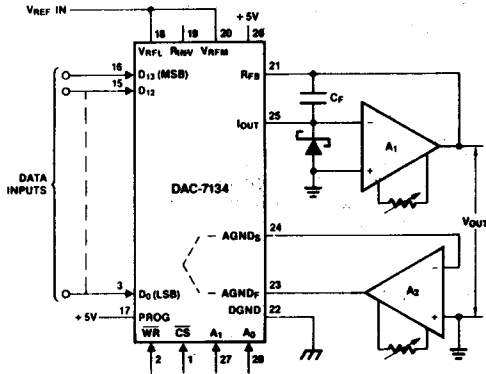 VREF IN
+ 5V
18
19
20
26
VRFL
RINV
VRFM
16
D13 (MSB)
RFB
21
15
D12
CF
IOUT
25
A1
DATA
INPUTS
DAC-7134
VOUT
24
AGNDS
A2
3
D0 (LSB)
AGNDF
23
+ 5V
17
PROG
DGND
22
WR
CS
A1
A0
2
1
27
28